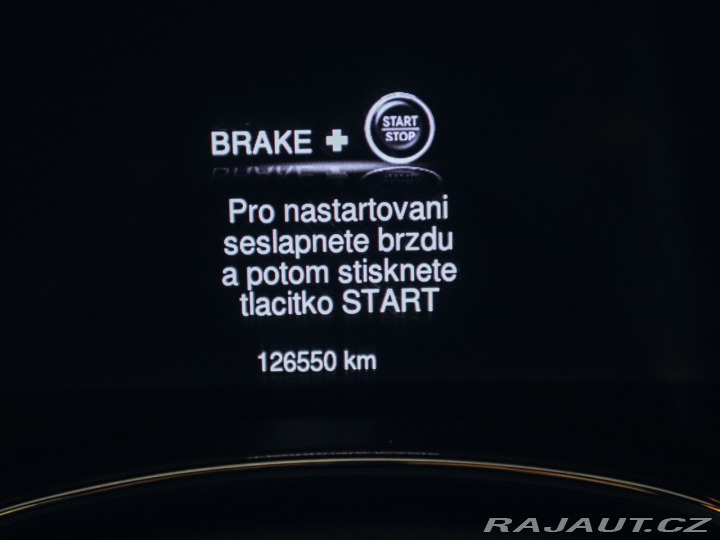 BRAKE +
START
STOP
Pro nastartovani
seslapnete brzdu
a potom stisknete
tlacitko START
126550 km
RAJAUT.CZ